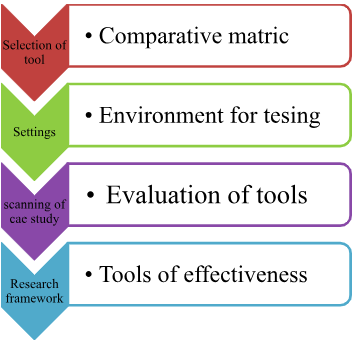 Selection of
tool
• Comparative matric
Settings
• Environment for tesing
scanning of
cae study
• Evaluation of tools
Research
framework
• Tools of effectiveness